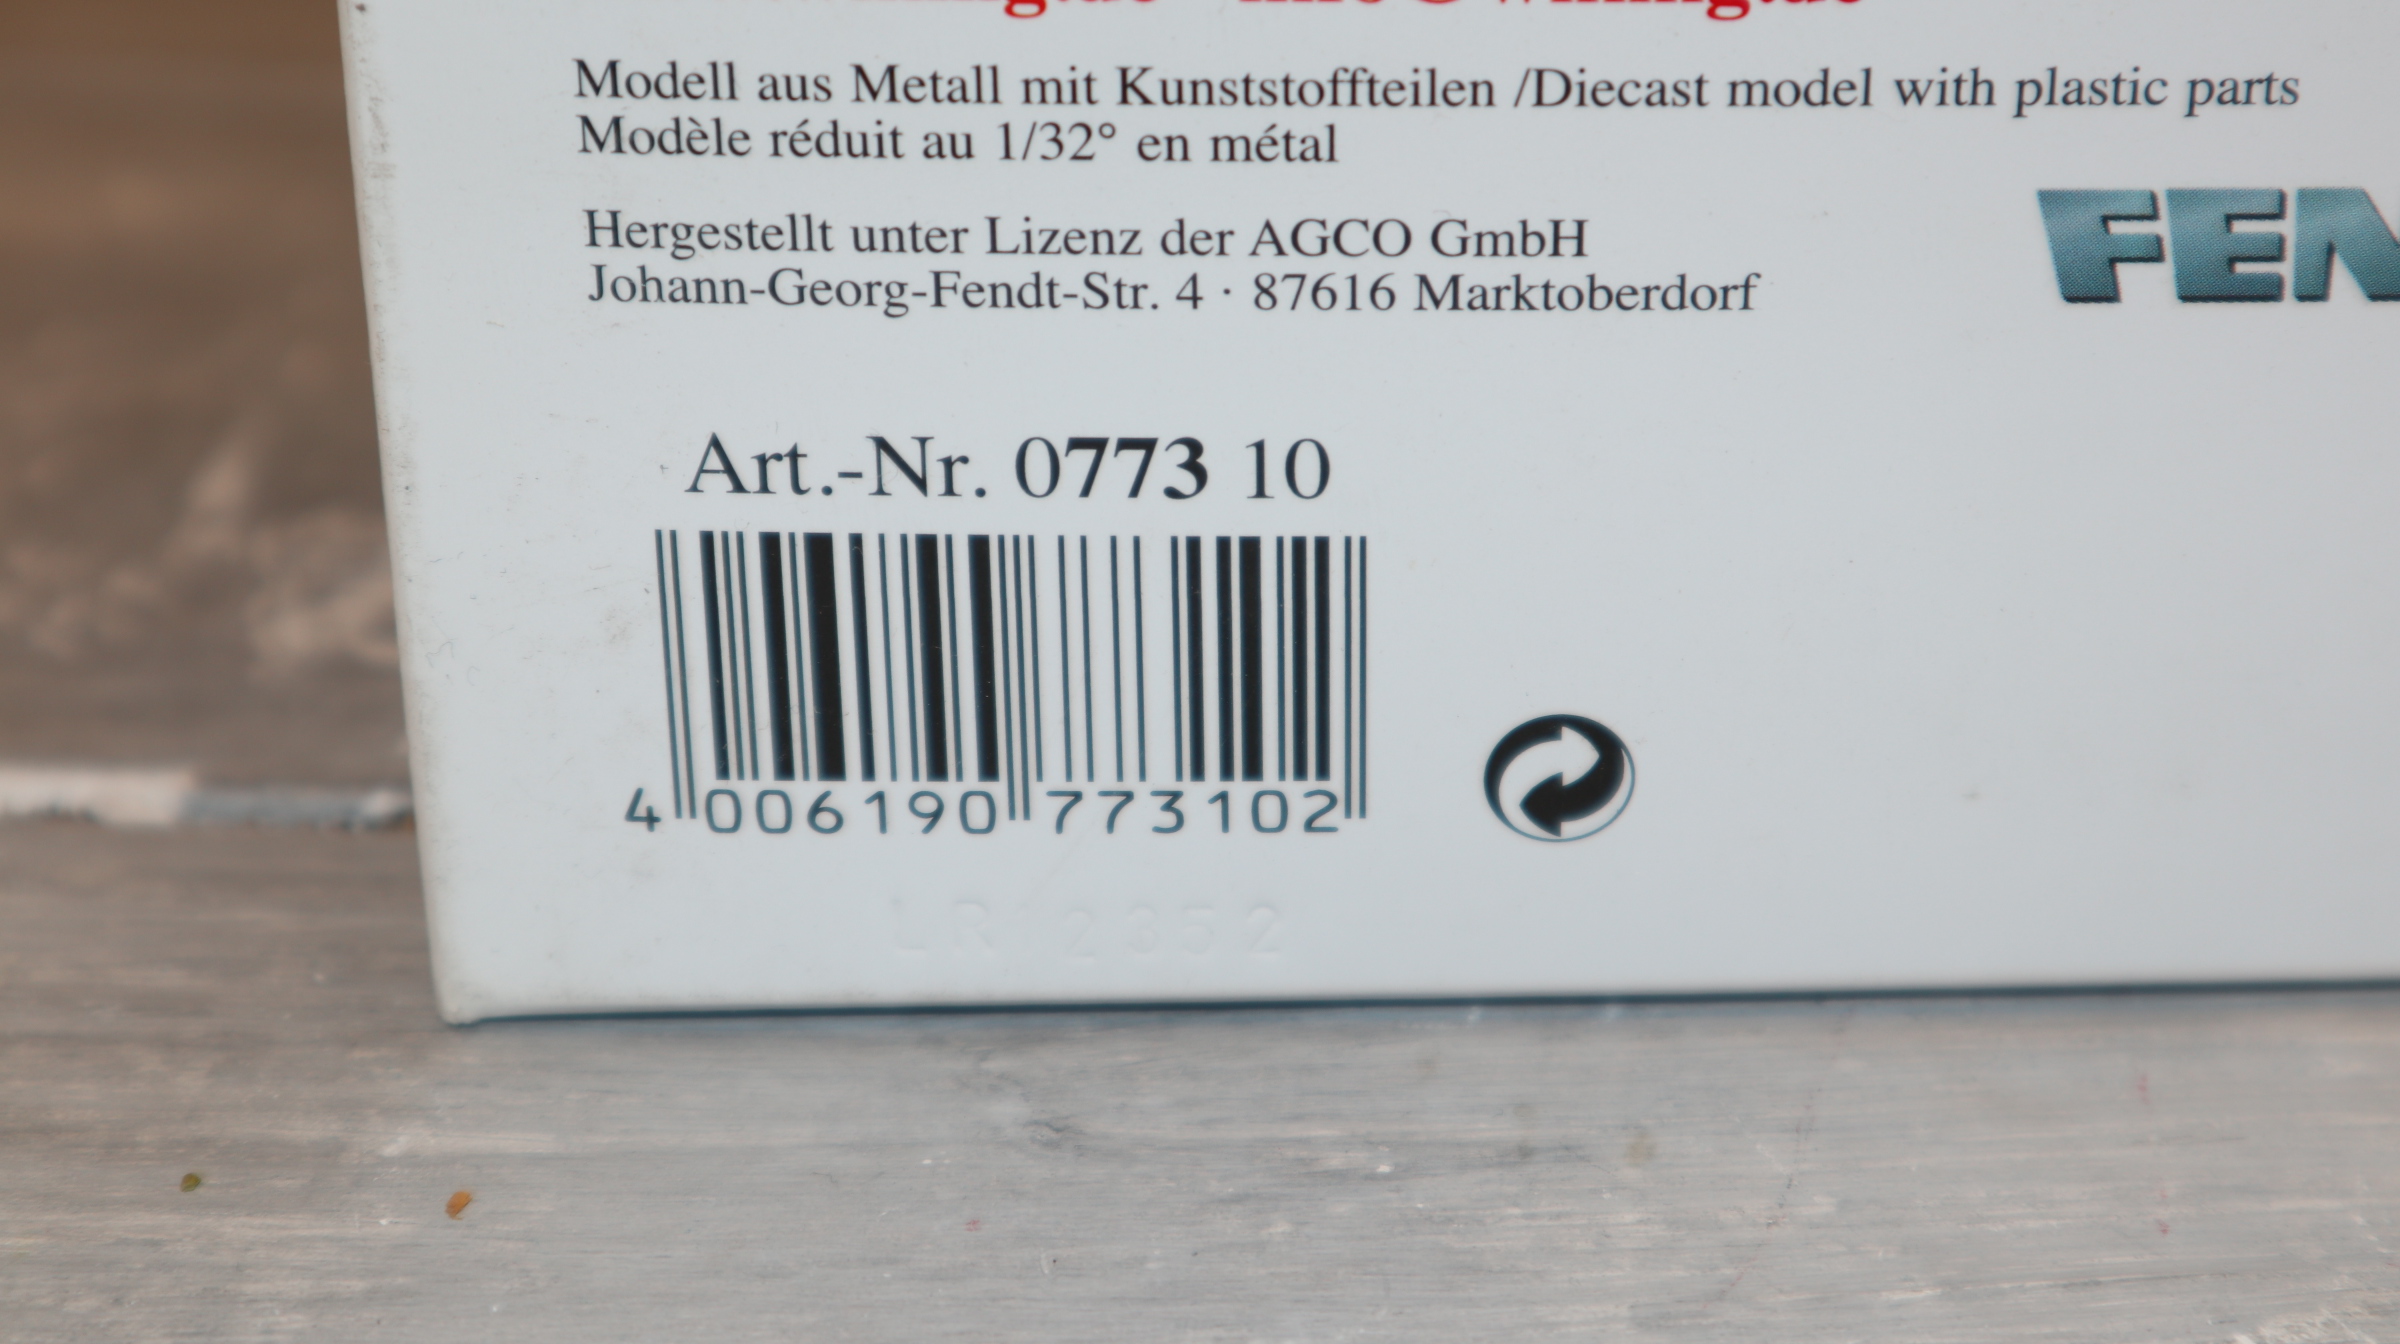 Modell aus Metall mit Kunststoffteilen /Diecast model with plastic parts
Modèle réduit au 1/32° en métal
Hergestellt unter Lizenz der AGCO GmbH
Johann-Georg-Fendt-Str. 4 · 87616 Marktoberdorf
FEN
Art.-Nr. 0773 10
4 006190 773102
LR 2352